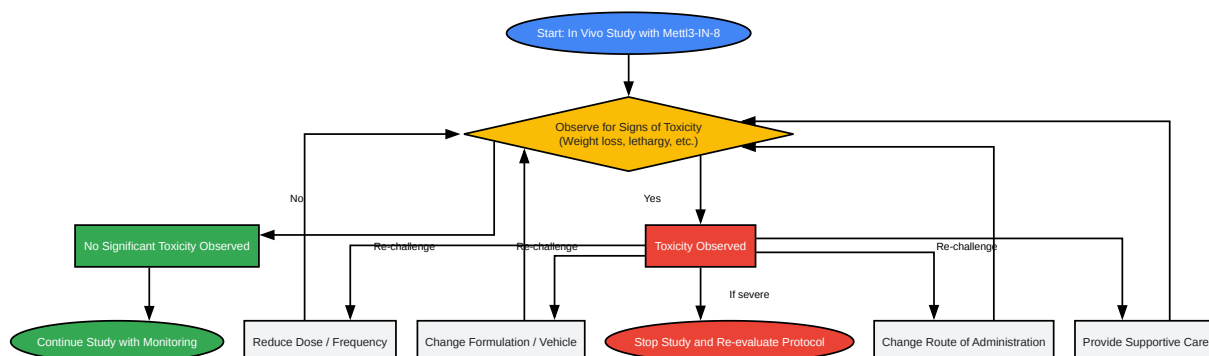 Start: In Vivo Study with Mettl3-IN-8
Observe for Signs of Toxicity
(Weight loss, lethargy, etc.)
No
Yes
No Significant Toxicity Observed
Re-challenge
Re-challenge
Toxicity Observed
Re-challenge
If severe
Continue Study with Monitoring
Reduce Dose / Frequency
Change Formulation / Vehicle
Stop Study and Re-evaluate Protocol
Change Route of Administration
Provide Supportive Care